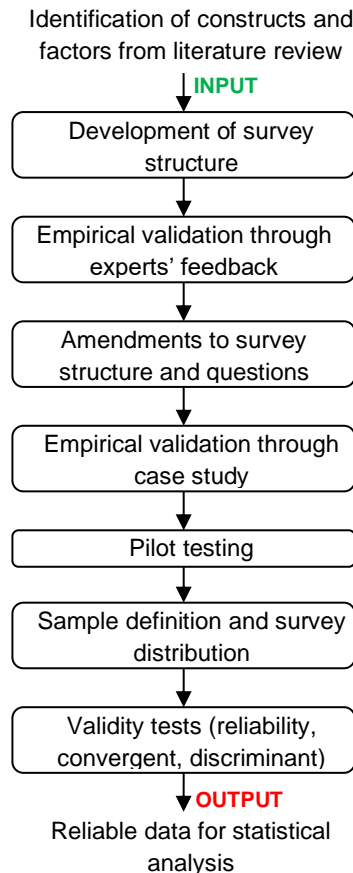 Identification of constructs and
factors from literature review
INPUT
Development of survey
structure
Empirical validation through
experts’ feedback
Amendments to survey
structure and questions
Empirical validation through
case study
Pilot testing
Sample definition and survey
distribution
Validity tests (reliability,
convergent, discriminant)
OUTPUT
Reliable data for statistical
analysis